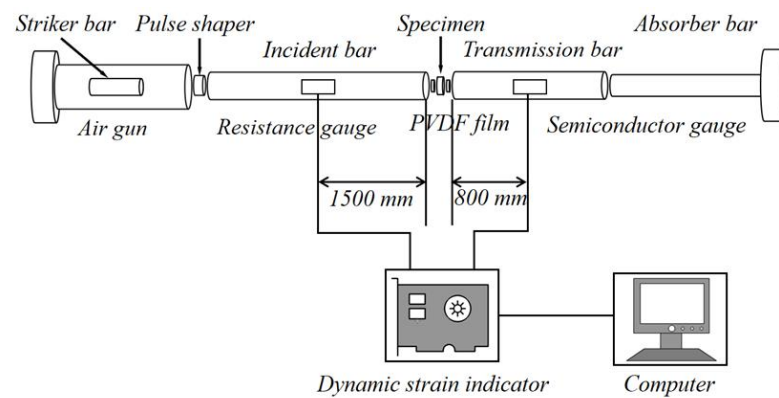 Striker bar
Pulse shaper
Specimen
Absorber bar
Incident bar
Transmission bar
Air gun
Resistance gauge
PVDF film
Semiconductor gauge
1500 mm
800 mm
Dynamic strain indicator
Computer